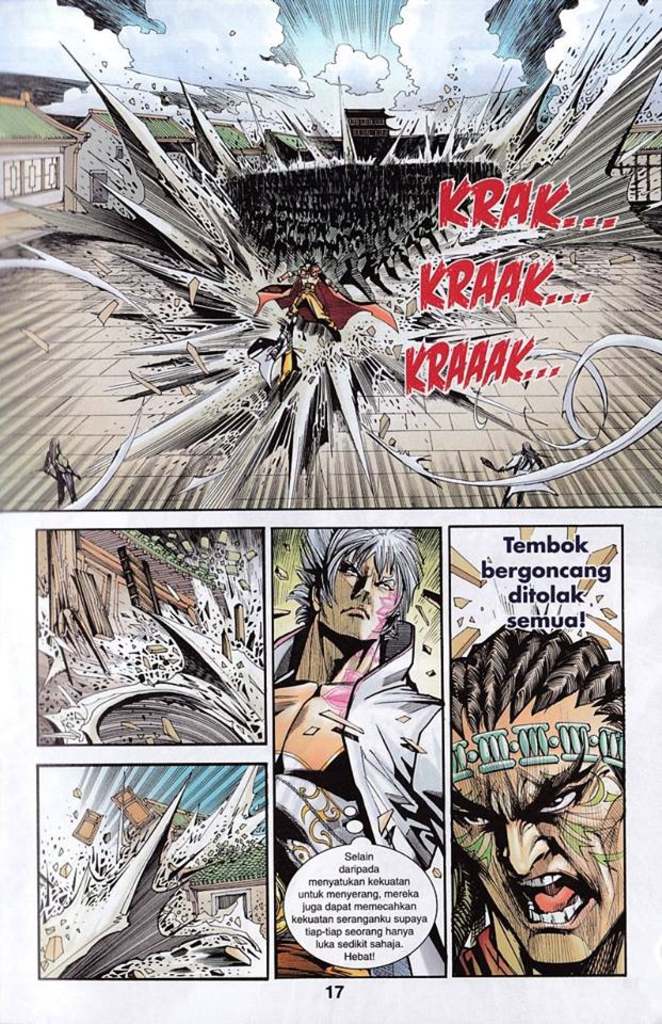 KRAK...
KRAAK...
KRAAAK...
Tembok
bergoncang
ditolak
semua!
Selain
daripada
menyatukan kekuatan
untuk menyerang, mereka
juga dapat memecahkan
kekuatan seranganku supaya
tiap-tiap seorang hanya
luka sedikit sahaja.
Hebat!
17